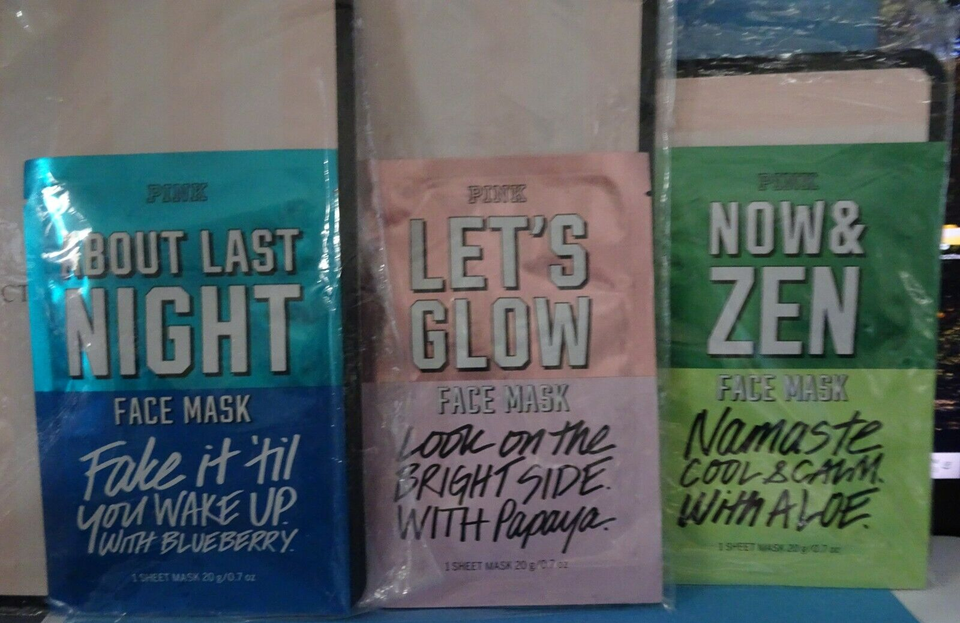 PINK
ABOUT LAST
NIGHT
FACE MASK
Fake it 'til
you WAKE UP.
WITH BLUEBERRY.
1 SHEET MASK 20 g/0.7 oz
PINK
LET'S
GLOW
FACE MASK
Look on the
BRIGHT SIDE.
WITH Papaya.
1 SHEET MASK 20 g/0.7 oz
PINK
NOW&
ZEN
FACE MASK
Namaste
COOL & CALM.
With ALOE.
1 SHEET MASK 20 g/0.7 oz